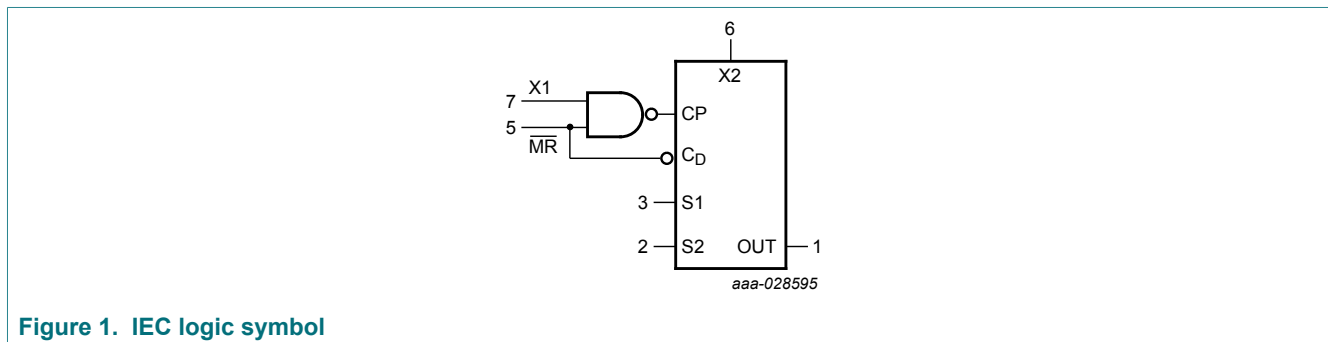 6
X2
7 X1
CP
5 M̅R̅
C_D
3 S1
2 S2 OUT 1
aaa-028595
Figure 1. IEC logic symbol